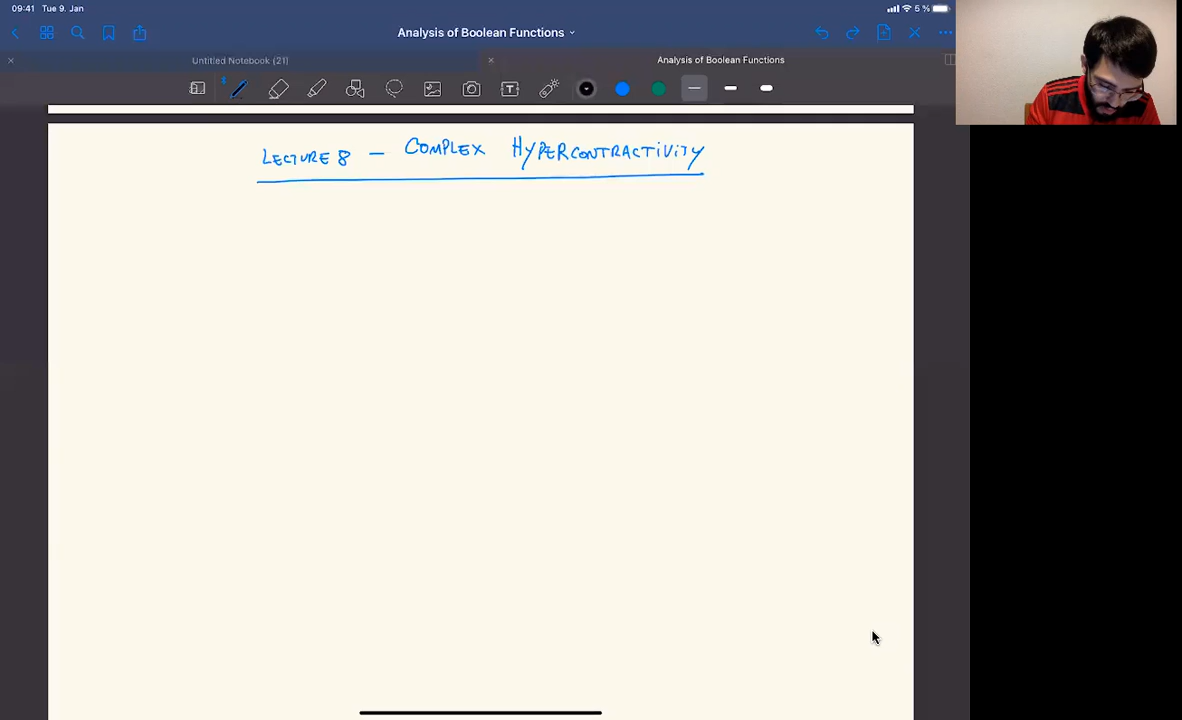 09:41 Tue 9. Jan
5 %
Analysis of Boolean Functions
Untitled Notebook (21)
Analysis of Boolean Functions
LECTURE 8 — COMPLEX HYPERCONTRACTIVITY